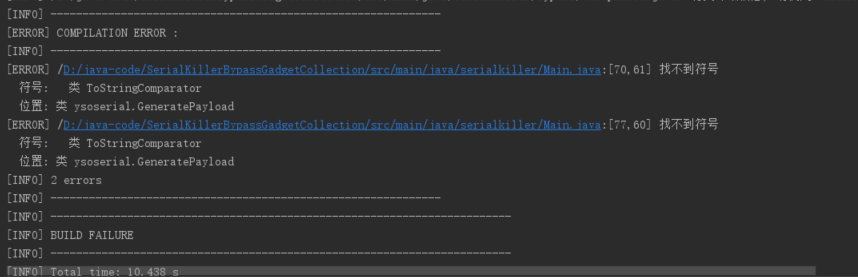 [INFO] -------------------------------------------------------------
[ERROR] COMPILATION ERROR :
[INFO] -------------------------------------------------------------
[ERROR] /D:/java-code/SerialKillerBypassGadgetCollection/src/main/java/serialkiller/Main.java:[70,61] 找不到符号
符号:   类 ToStringComparator
位置: 类 ysoserial.GeneratePayload
[ERROR] /D:/java-code/SerialKillerBypassGadgetCollection/src/main/java/serialkiller/Main.java:[77,60] 找不到符号
符号:   类 ToStringComparator
位置: 类 ysoserial.GeneratePayload
[INFO] 2 errors
[INFO] -------------------------------------------------------------
[INFO] ------------------------------------------------------------------------
[INFO] BUILD FAILURE
[INFO] ------------------------------------------------------------------------
[INFO] Total time: 10.438 s